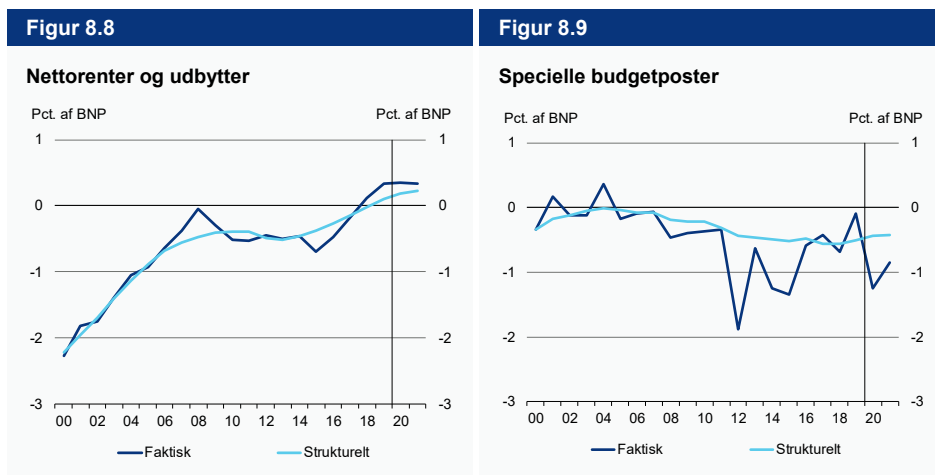 Figur 8.8
Nettorenter og udbytter
Pct. af BNP Pct. af BNP
1 1
0 0
-1 -1
-2 -2
-3 -3
00 02 04 06 08 10 12 14 16 18 20
Faktisk Strukturelt
Figur 8.9
Specielle budgetposter
Pct. af BNP Pct. af BNP
1 1
0 0
-1 -1
-2 -2
-3 -3
00 02 04 06 08 10 12 14 16 18 20
Faktisk Strukturelt